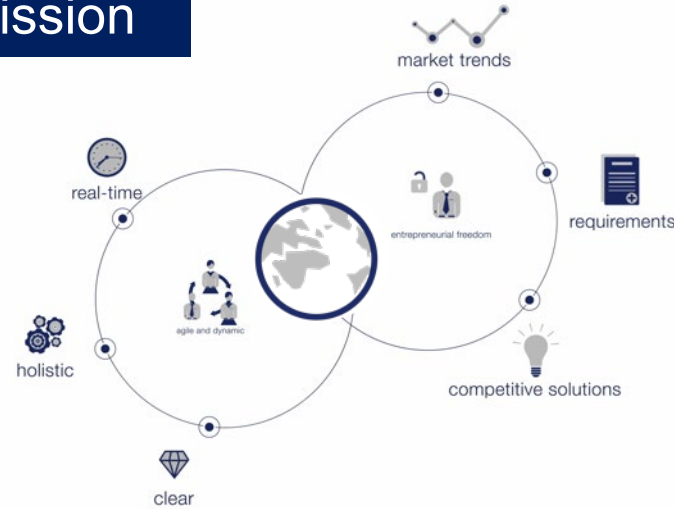 ission
market trends
real-time
requirements
entrepreneurial freedom
agile and dynamic
holistic
competitive solutions
clear